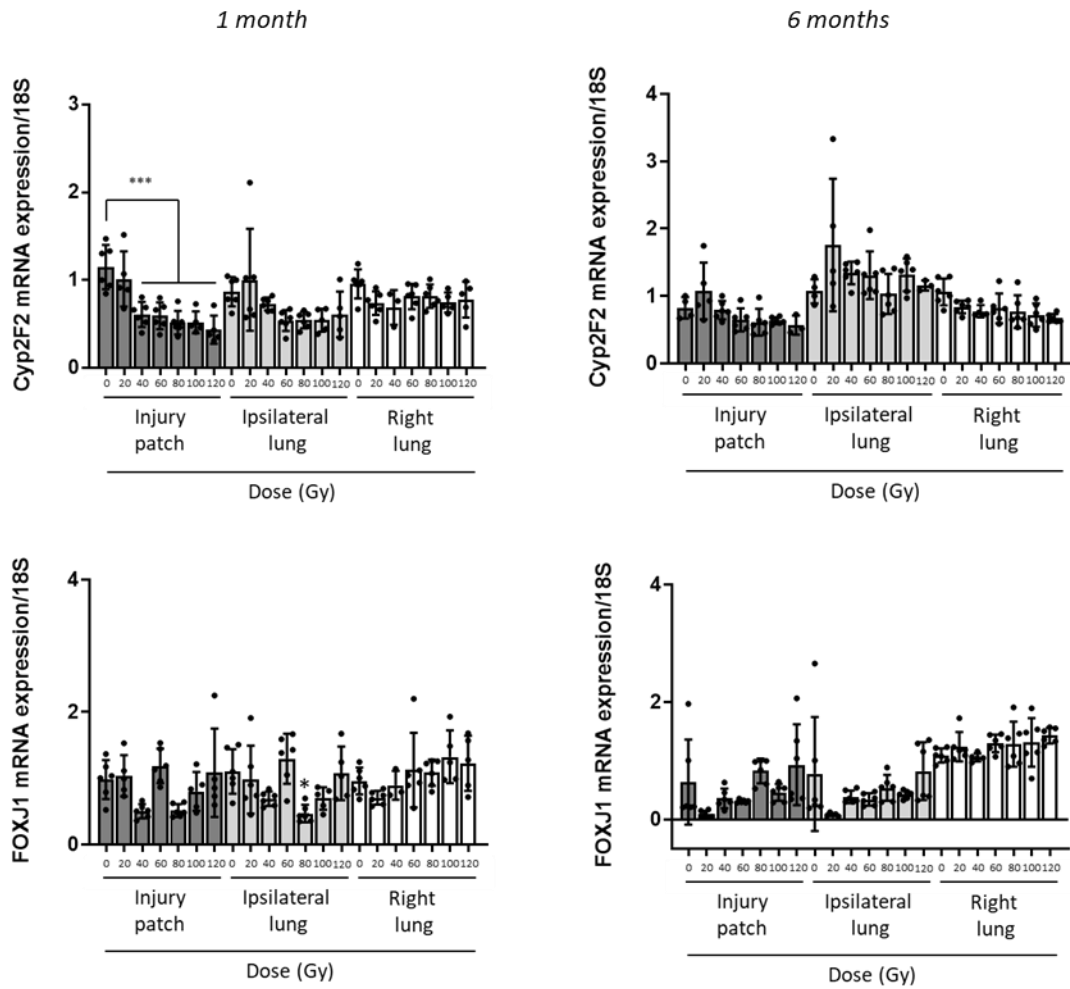 1 month
6 months
Cyp2F2 mRNA expression/18S
3
2
1
0
***
0 20 40 60 80 100 120 0 20 40 60 80 100 120 0 20 40 60 80 100 120
Injury patch
Ipsilateral lung
Right lung
Dose (Gy)
Cyp2F2 mRNA expression/18S
4
3
2
1
0
0 20 40 60 80 100 120 0 20 40 60 80 100 120 0 20 40 60 80 100 120
Injury patch
Ipsilateral lung
Right lung
Dose (Gy)
FOXJ1 mRNA expression/18S
4
2
0
*
0 20 40 60 80 100 120 0 20 40 60 80 100 120 0 20 40 60 80 100 120
Injury patch
Ipsilateral lung
Right lung
Dose (Gy)
FOXJ1 mRNA expression/18S
4
2
0
0 20 40 60 80 100 120 0 20 40 60 80 100 120 0 20 40 60 80 100 120
Injury patch
Ipsilateral lung
Right lung
Dose (Gy)